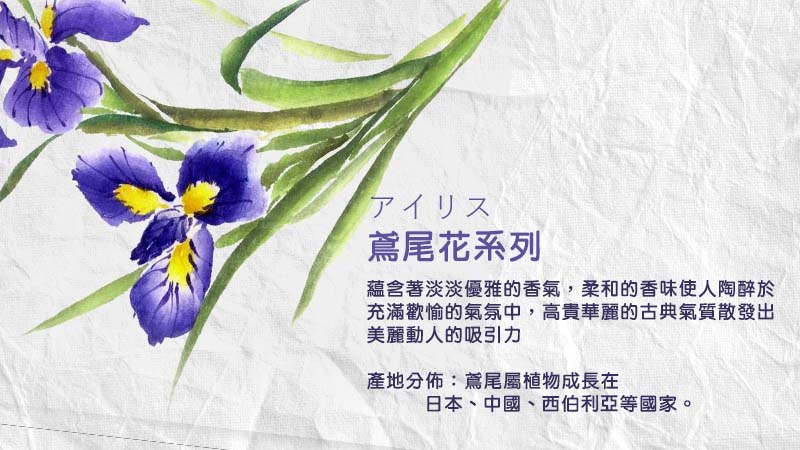 アイリス
鳶尾花系列
蘊含著淡淡優雅的香氣，柔和的香味使人陶醉於
充滿歡愉的氣氛中，高貴華麗的古典氣質散發出
美麗動人的吸引力
產地分佈：鳶尾屬植物成長在
日本、中國、西伯利亞等國家。